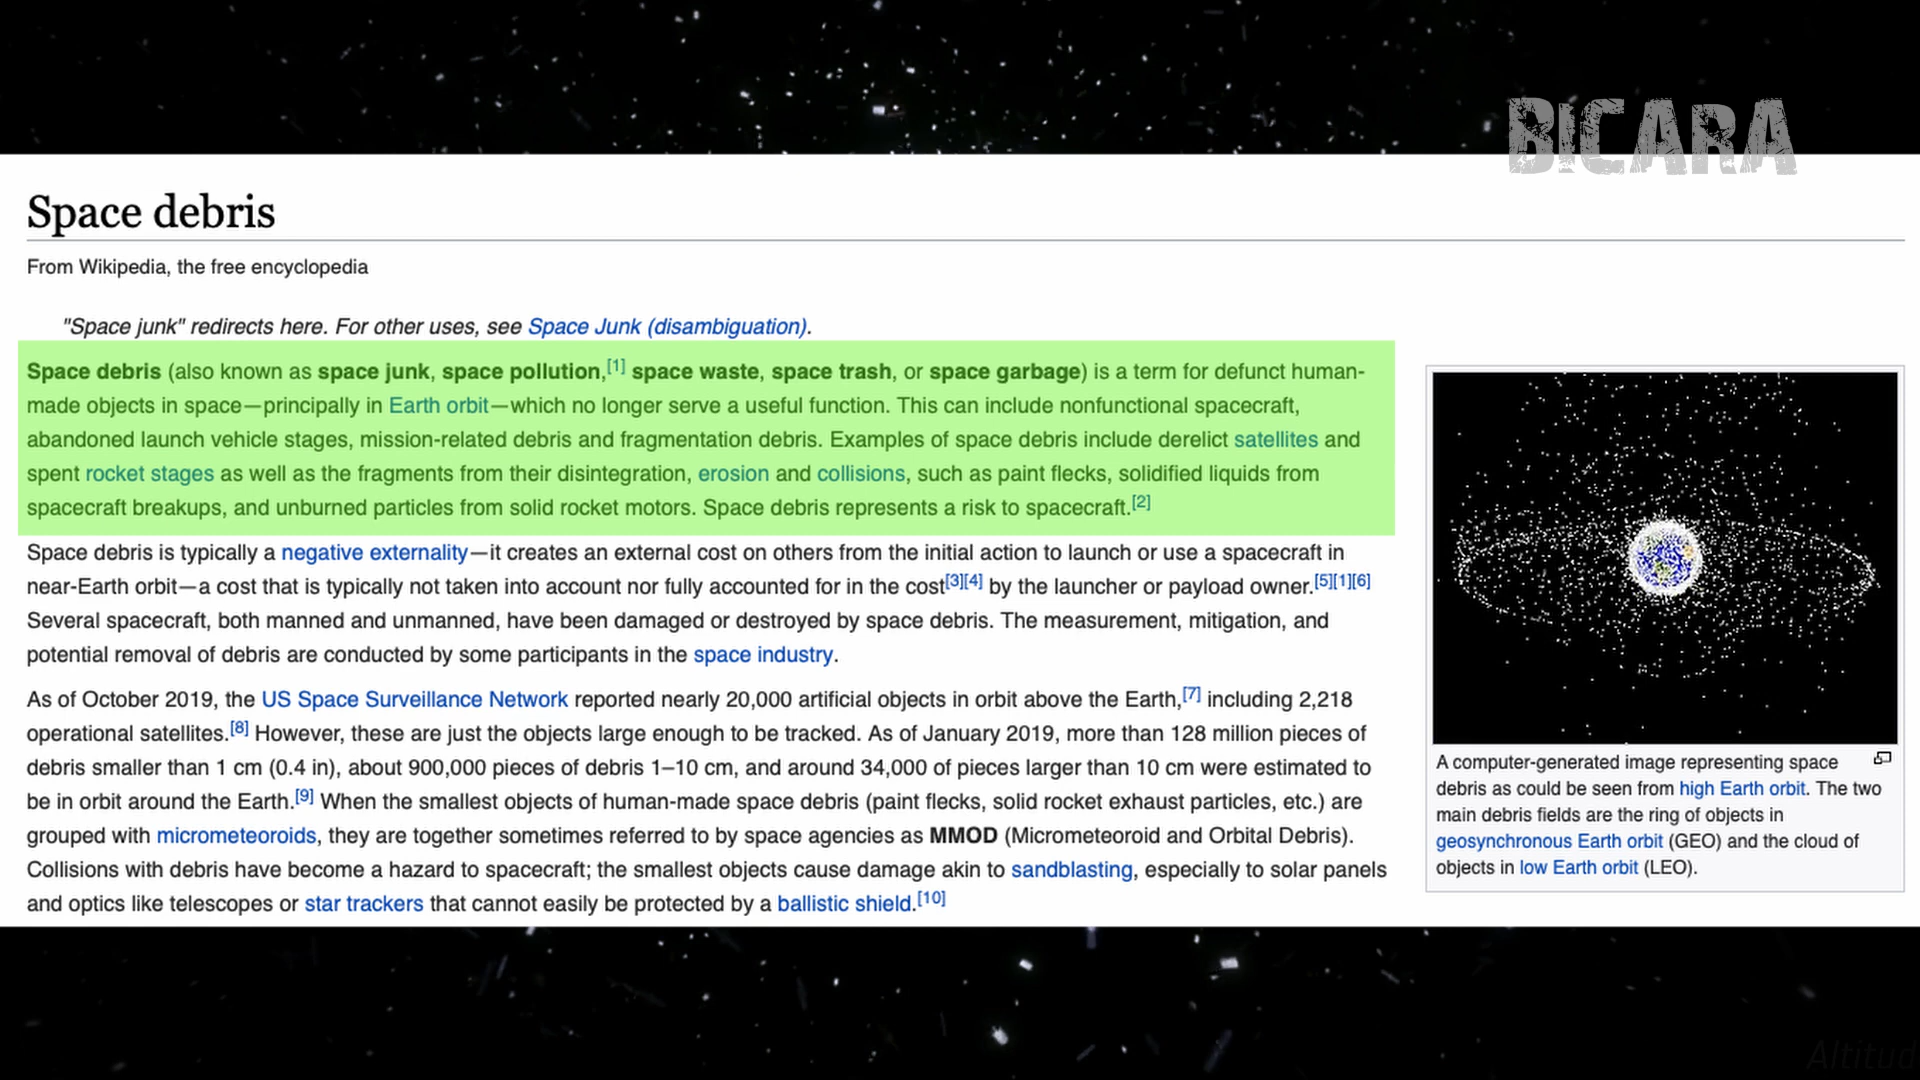 BICARA
Space debris
From Wikipedia, the free encyclopedia
"Space junk" redirects here. For other uses, see Space Junk (disambiguation).
Space debris (also known as space junk, space pollution,[1] space waste, space trash, or space garbage) is a term for defunct human-
made objects in space—principally in Earth orbit—which no longer serve a useful function. This can include nonfunctional spacecraft,
abandoned launch vehicle stages, mission-related debris and fragmentation debris. Examples of space debris include derelict satellites and
spent rocket stages as well as the fragments from their disintegration, erosion and collisions, such as paint flecks, solidified liquids from
spacecraft breakups, and unburned particles from solid rocket motors. Space debris represents a risk to spacecraft.[2]
Space debris is typically a negative externality—it creates an external cost on others from the initial action to launch or use a spacecraft in
near-Earth orbit—a cost that is typically not taken into account nor fully accounted for in the cost[3][4] by the launcher or payload owner.[5][1][6]
Several spacecraft, both manned and unmanned, have been damaged or destroyed by space debris. The measurement, mitigation, and
potential removal of debris are conducted by some participants in the space industry.
As of October 2019, the US Space Surveillance Network reported nearly 20,000 artificial objects in orbit above the Earth,[7] including 2,218
operational satellites.[8] However, these are just the objects large enough to be tracked. As of January 2019, more than 128 million pieces of
debris smaller than 1 cm (0.4 in), about 900,000 pieces of debris 1–10 cm, and around 34,000 of pieces larger than 10 cm were estimated to
be in orbit around the Earth.[9] When the smallest objects of human-made space debris (paint flecks, solid rocket exhaust particles, etc.) are
grouped with micrometeoroids, they are together sometimes referred to by space agencies as MMOD (Micrometeoroid and Orbital Debris).
Collisions with debris have become a hazard to spacecraft; the smallest objects cause damage akin to sandblasting, especially to solar panels
and optics like telescopes or star trackers that cannot easily be protected by a ballistic shield.[10]
A computer-generated image representing space
debris as could be seen from high Earth orbit. The two
main debris fields are the ring of objects in
geosynchronous Earth orbit (GEO) and the cloud of
objects in low Earth orbit (LEO).
Altitud